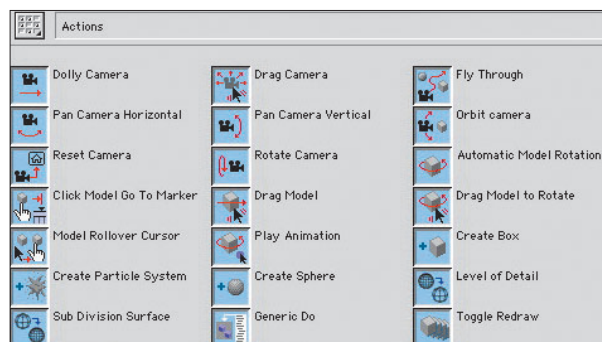 Actions
Dolly Camera
Drag Camera
Fly Through
Pan Camera Horizontal
Pan Camera Vertical
Orbit camera
Reset Camera
Rotate Camera
Automatic Model Rotation
Click Model Go To Marker
Drag Model
Drag Model to Rotate
Model Rollover Cursor
Play Animation
Create Box
Create Particle System
Create Sphere
Level of Detail
Sub Division Surface
Generic Do
Toggle Redraw